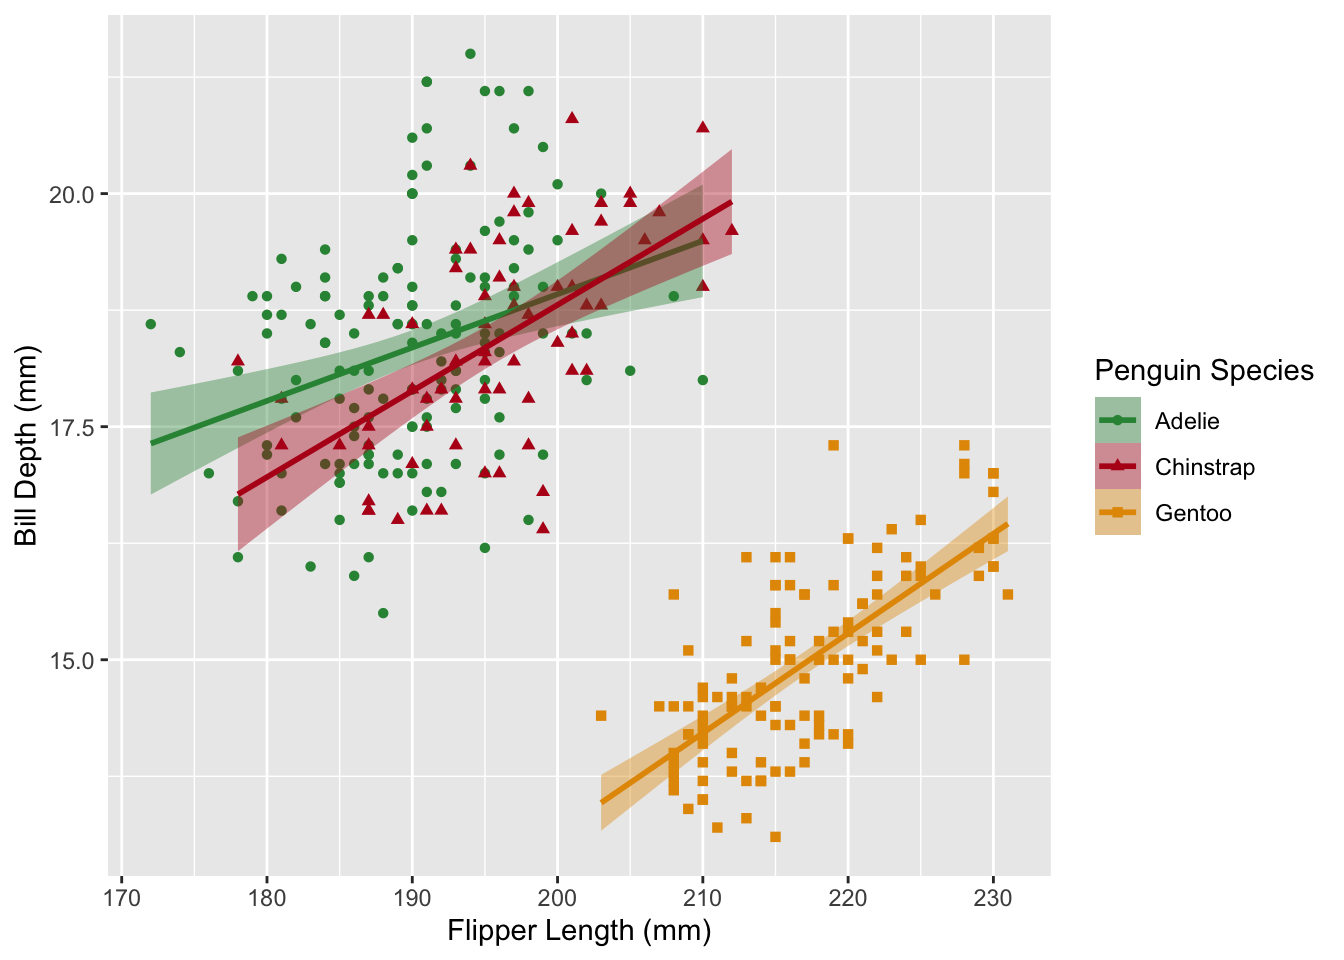 20.0
17.5
15.0
Bill Depth (mm)
170 180 190 200 210 220 230
Flipper Length (mm)
Penguin Species
Adelie
Chinstrap
Gentoo